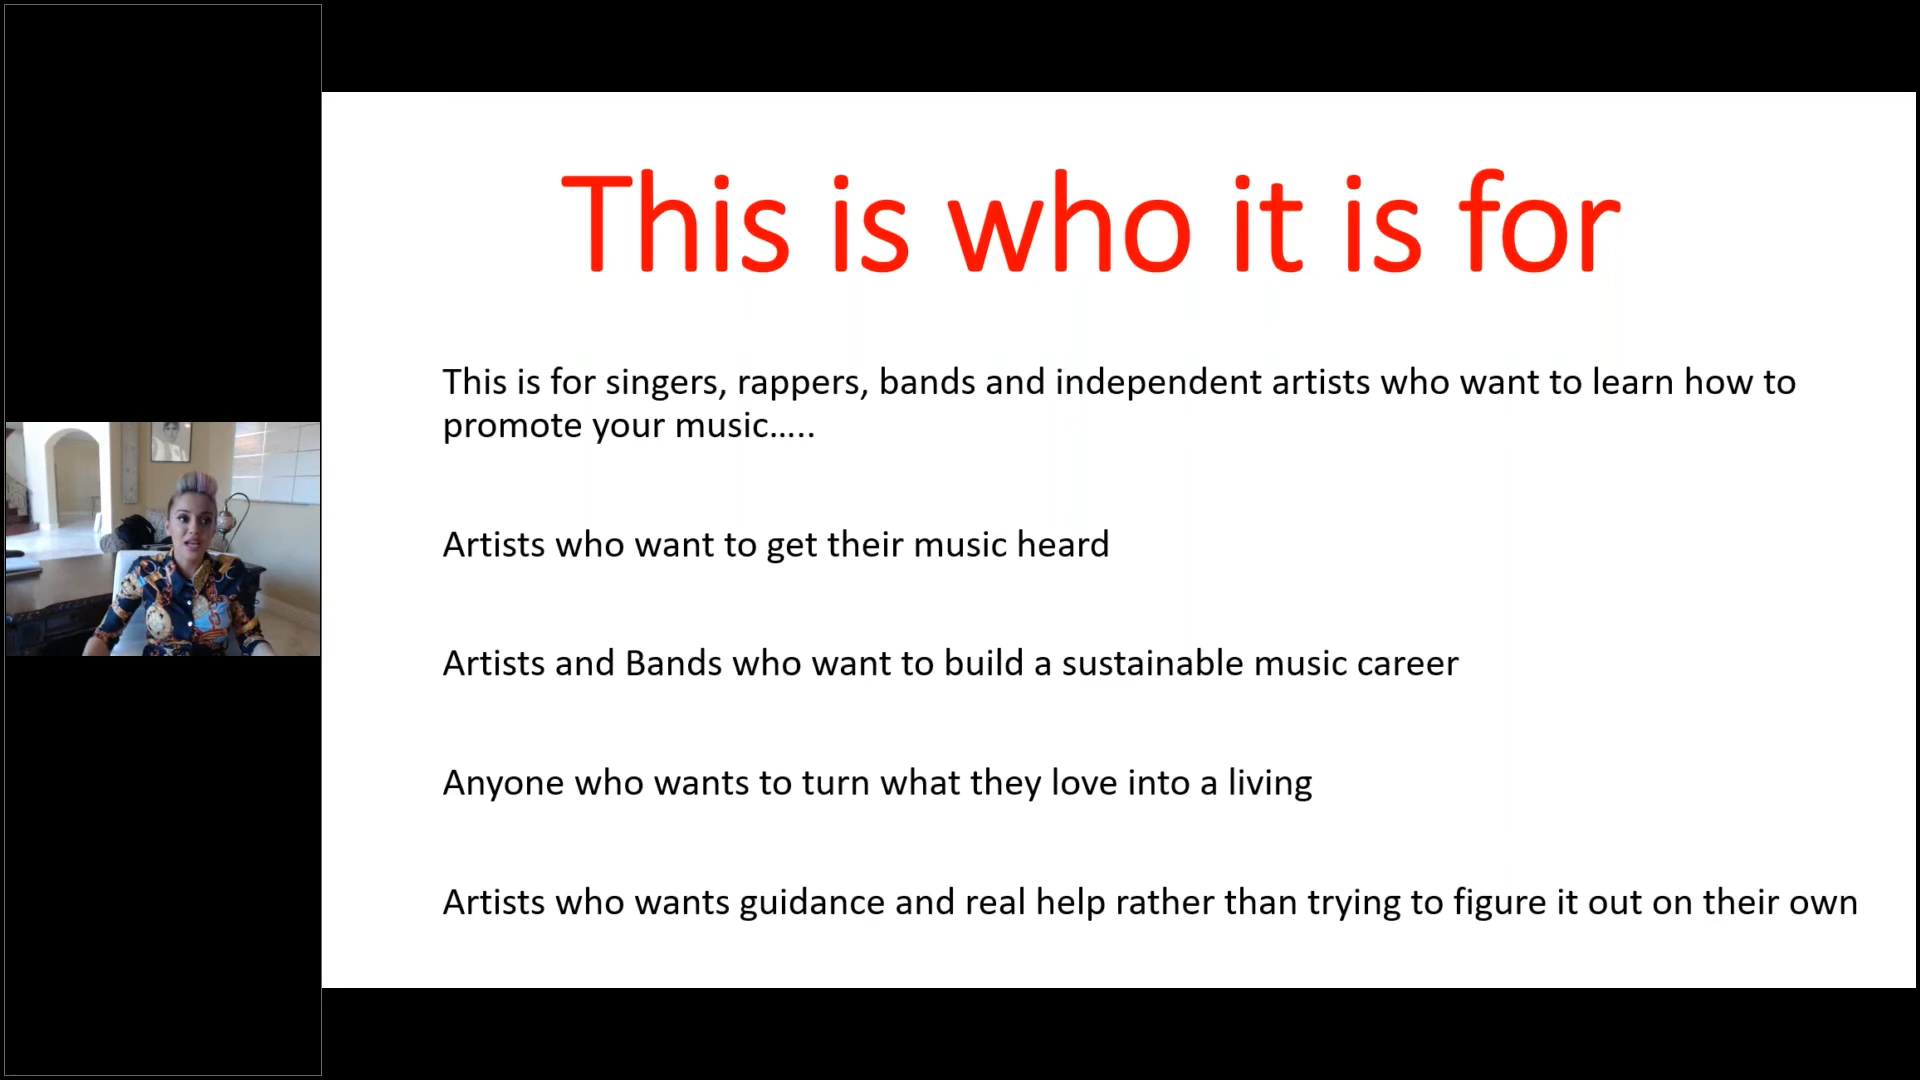 This is who it is for
This is for singers, rappers, bands and independent artists who want to learn how to
promote your music.....
Artists who want to get their music heard
Artists and Bands who want to build a sustainable music career
Anyone who wants to turn what they love into a living
Artists who wants guidance and real help rather than trying to figure it out on their own